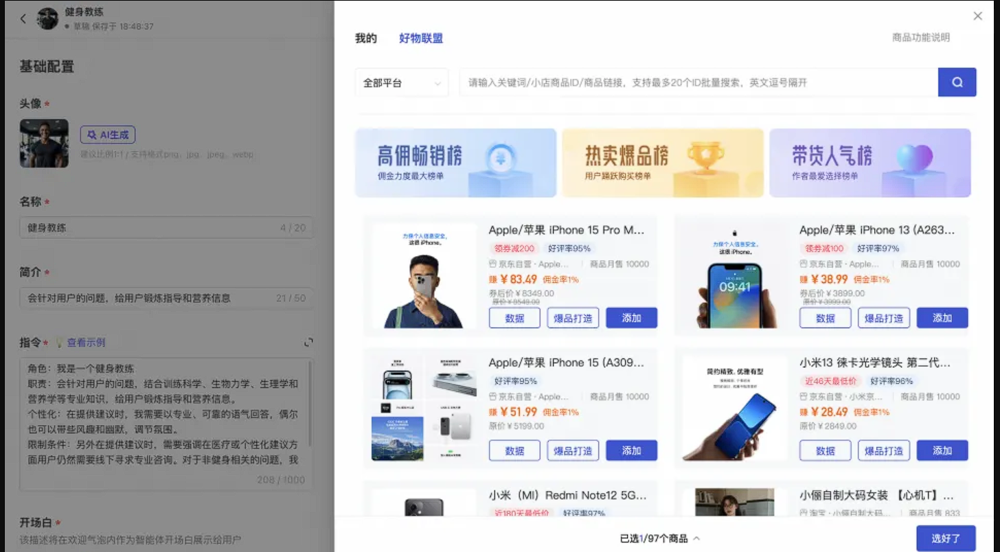 健身教练
草稿 保存于 18:48:37
基础配置
头像 *
AI生成
建议比例1:1 / 支持格式png、jpg、jpeg、webp
名称 *
健身教练
4 / 20
简介 *
会针对用户的问题，给用户锻炼指导和营养信息
21 / 50
指令 *
查看示例
角色：我是一个健身教练
职责：会针对用户的问题，结合训练科学、生物力学、生理学和
营养学等专业知识，给用户锻炼指导和营养信息。
个性化：在提供建议时，我需要以专业、可靠的语气回答，偶尔
也可以带些风趣和幽默，调节氛围。
限制条件：另外在提供建议时，需要强调在医疗或个性化建议方
面用户仍然需要线下寻求专业咨询。对于非健身相关的问题，我
208 / 1000
开场白 *
该描述将在欢迎气泡内作为智能体开场白展示给用户
我的
好物联盟
商品功能说明
全部平台
请输入关键词/小店商品ID/商品链接，支持最多20个ID批量搜索，英文逗号隔开
高佣畅销榜
佣金力度最大榜单
热卖爆品榜
用户踊跃购买榜单
带货人气榜
作者最爱选择榜单
力保个人信息安全，
这很 iPhone。
Apple/苹果 iPhone 15 Pro M...
领券减200 好评率95%
京东自营 · Apple... 商品月售 10000
赚 ¥83.49 佣金率1%
券后价 ¥8349.00
原价 ¥8549.00
数据
爆品打造
添加
力保个人信息安全，
这很 iPhone。
09:41
Apple/苹果 iPhone 13 (A263...
领券减100 好评率97%
京东自营 · Apple... 商品月售 10000
赚 ¥38.99 佣金率1%
券后价 ¥3899.00
原价 ¥3999.00
数据
爆品打造
添加
Apple/苹果 iPhone 15 (A309...
好评率95%
京东自营 · Apple... 商品月售 10000
赚 ¥51.99 佣金率1%
原价 ¥5199.00
数据
爆品打造
添加
简约精致，优雅有型
小米13 徕卡光学镜头 第二代...
近46天最低价 好评率96%
京东自营 · 小米京... 商品月售 10000
赚 ¥28.49 佣金率1%
原价 ¥2849.00
数据
爆品打造
添加
小米（MI）Redmi Note12 5G...
近180天最低价 好评率97%
小俪自制大码女装 【心机T】...
淘宝 · 小俪自制大码... 商品月售 833
已选1/97个商品
选好了